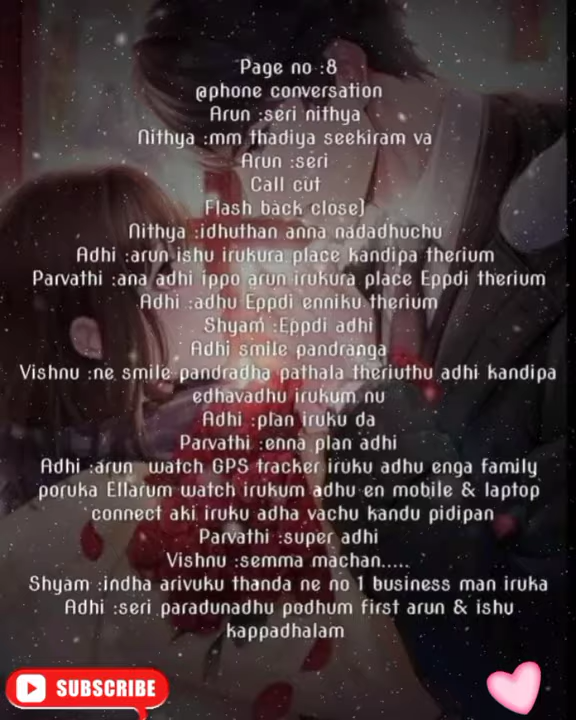 Page no :8
@phone conversation
Arun :seri nithya
Nithya :mm thadiya seekiram va
Arun :seri
Call cut
Flash back close)
Nithya :idhuthan anna nadadhuchu
Adhi :arun ishu irukura place kandipa therium
Parvathi :ana adhi ippo arun irukura place Eppdi therium
Adhi :adhu Eppdi enniku therium
Shyam :Eppdi adhi
Adhi smile pandranga
Vishnu :ne smile pandradha pathala theriuthu adhi kandipa
edhavadhu irukum nu
Adhi :plan iruku da
Parvathi :enna plan adhi
Adhi :arun watch GPS tracker iruku adhu enga family
poruka Ellarum watch irukum adhu en mobile & laptop
connect aki iruku adha vachu kandu pidipan
Parvathi :super adhi
Vishnu :semma machan.....
Shyam :indha arivuku thanda ne no 1 business man iruka
Adhi :seri paradunadhu podhum first arun & ishu
kappadhalam
SUBSCRIBE